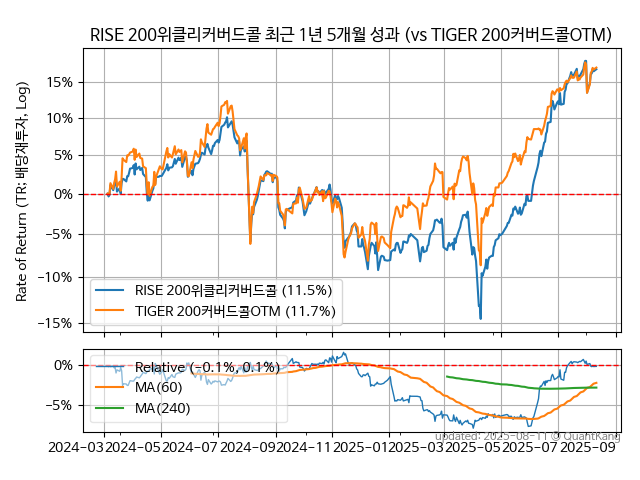 RISE 200위클리커버드콜 최근 1년 5개월 성과 (vs TIGER 200커버드콜OTM)
Rate of Return (TR: 배당재투자, Log)
15%
10%
5%
0%
−5%
−10%
−15%
RISE 200위클리커버드콜 (11.5%)
TIGER 200커버드콜OTM (11.7%)
0%
−5%
Relative (-0.1%, 0.1%)
MA(60)
MA(240)
2024-03 2024-05 2024-07 2024-09 2024-11 2025-01 2025-03 2025-05 2025-07 2025-09
updated: 2025-08-11 © QuantKang